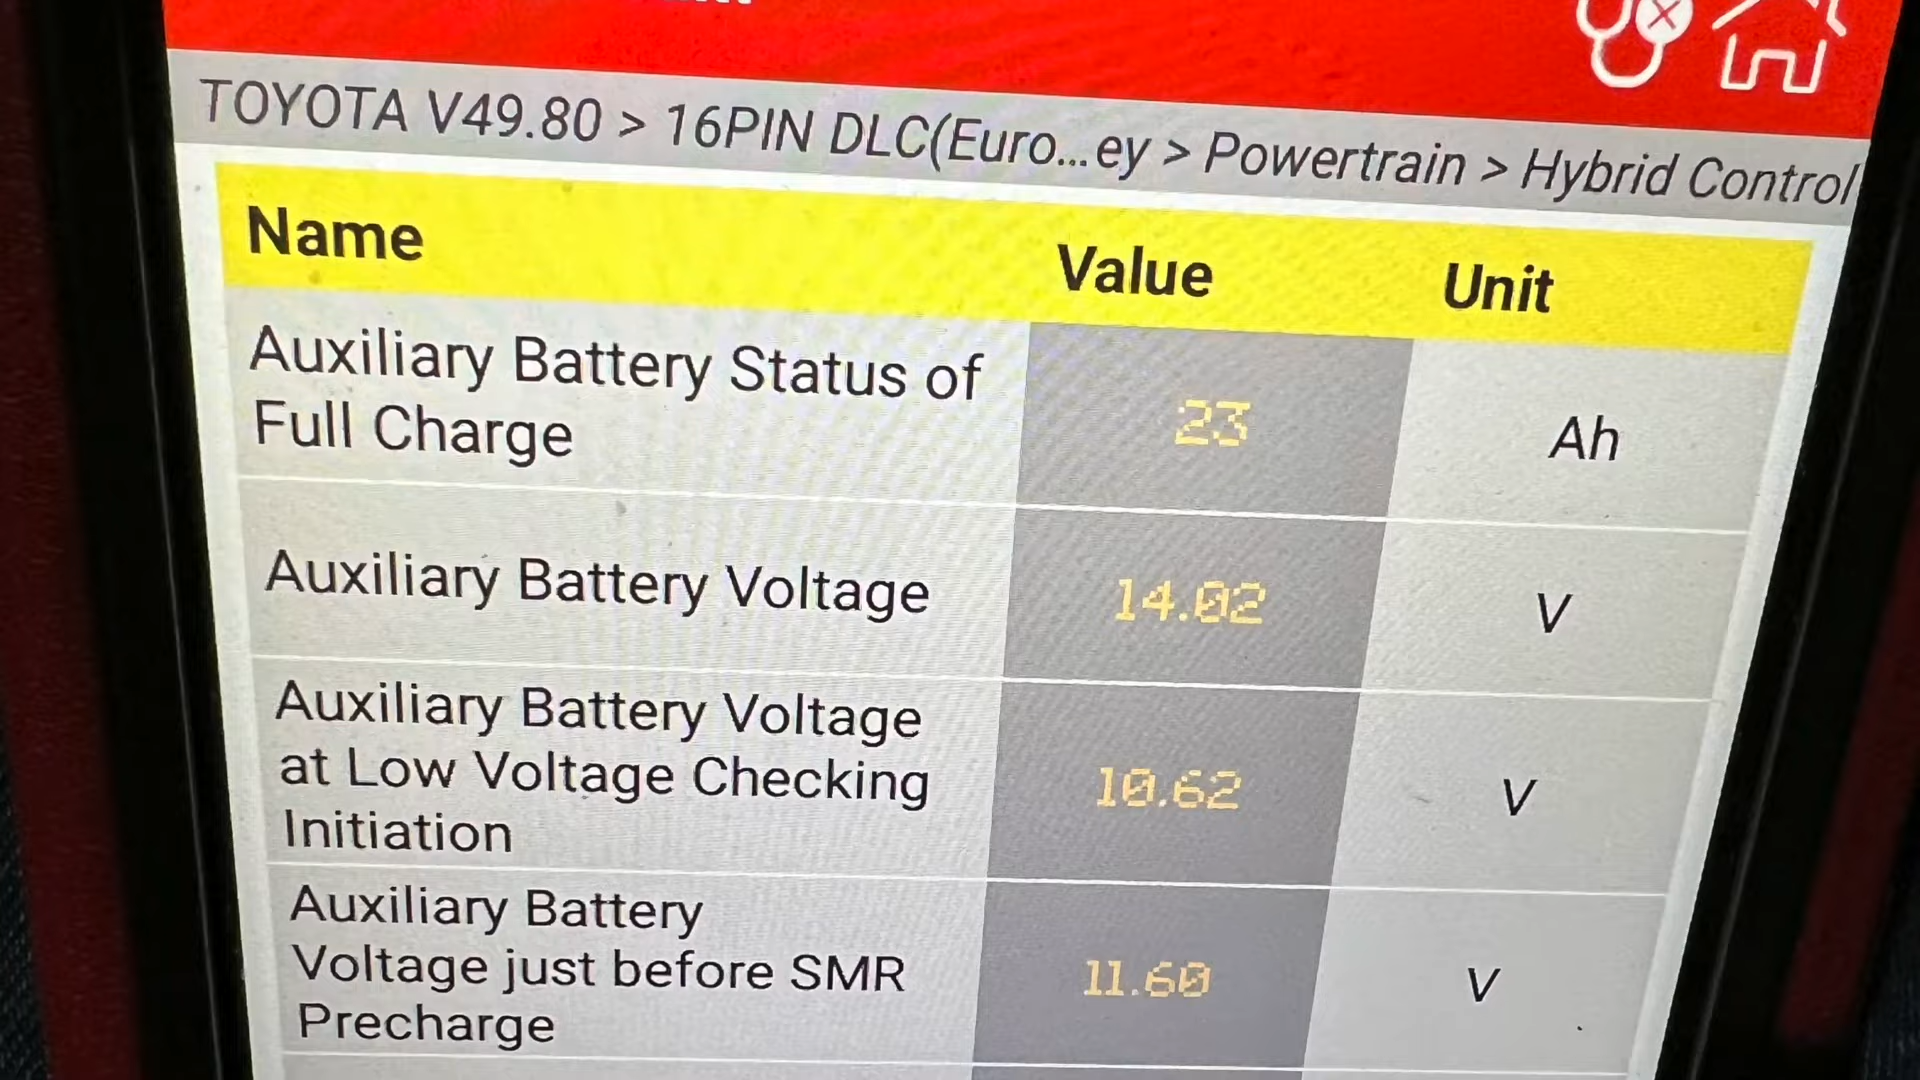 TOYOTA V49.80 > 16PIN DLC(Euro...ey > Powertrain > Hybrid Control
Name Value Unit
Auxiliary Battery Status of
Full Charge
23 Ah
Auxiliary Battery Voltage 14.02 V
Auxiliary Battery Voltage
at Low Voltage Checking
Initiation
10.62 V
Auxiliary Battery
Voltage just before SMR
Precharge
11.60 V